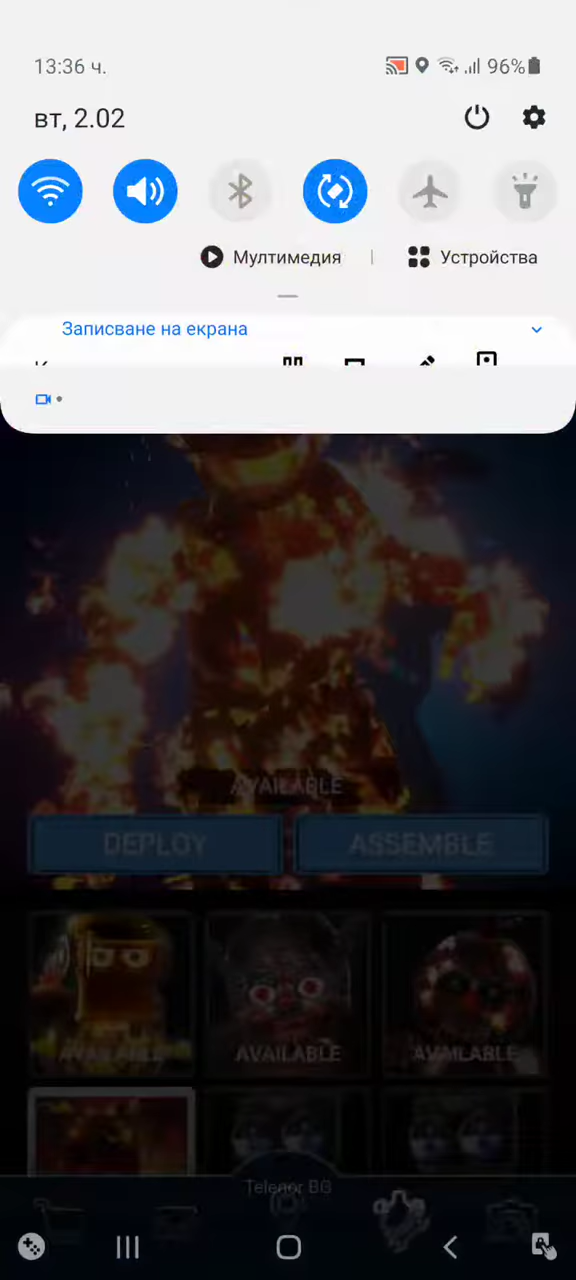 13:36 ч.
96%
вт, 2.02
Мултимедия | Устройства
Записване на екрана
AVAILABLE
DEPLOY
ASSEMBLE
AVAILABLE
AVAILABLE
AVAILABLE
Telenor BG